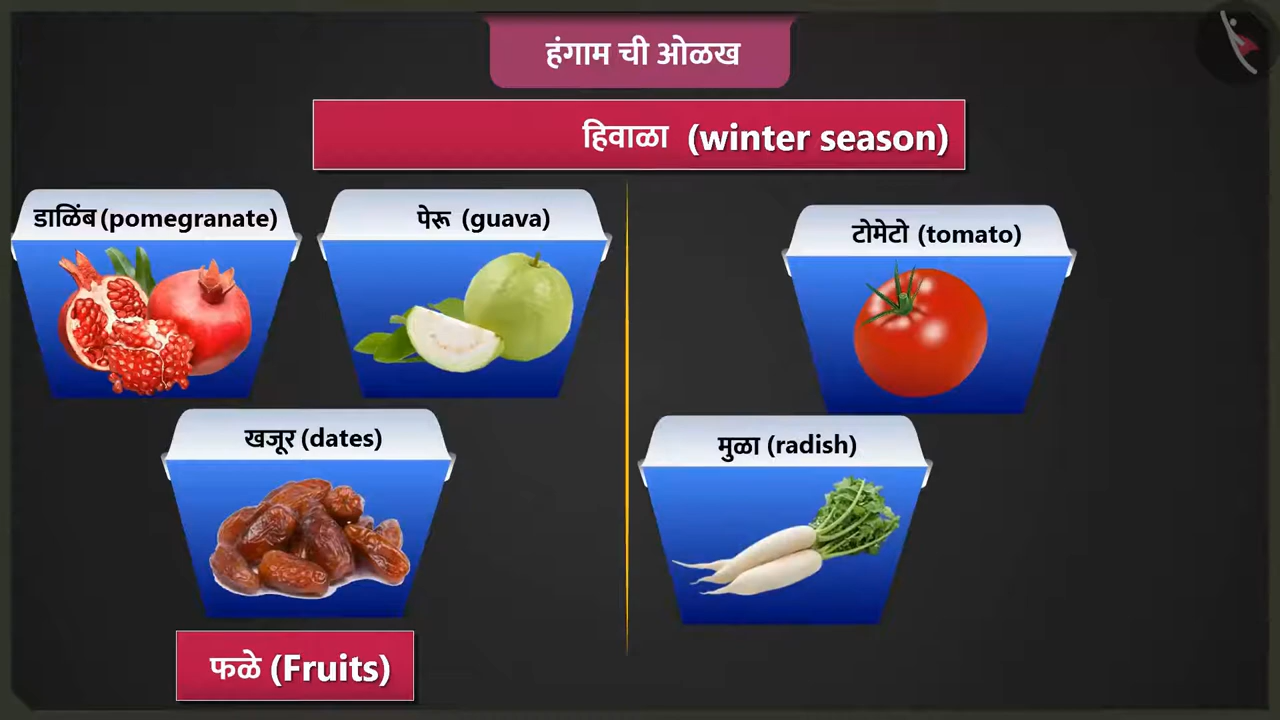 हंगाम ची ओळख
हिवाळा (winter season)
डाळिंब (pomegranate)
पेरू (guava)
टोमेटो (tomato)
खजूर (dates)
मुळा (radish)
फळे (Fruits)